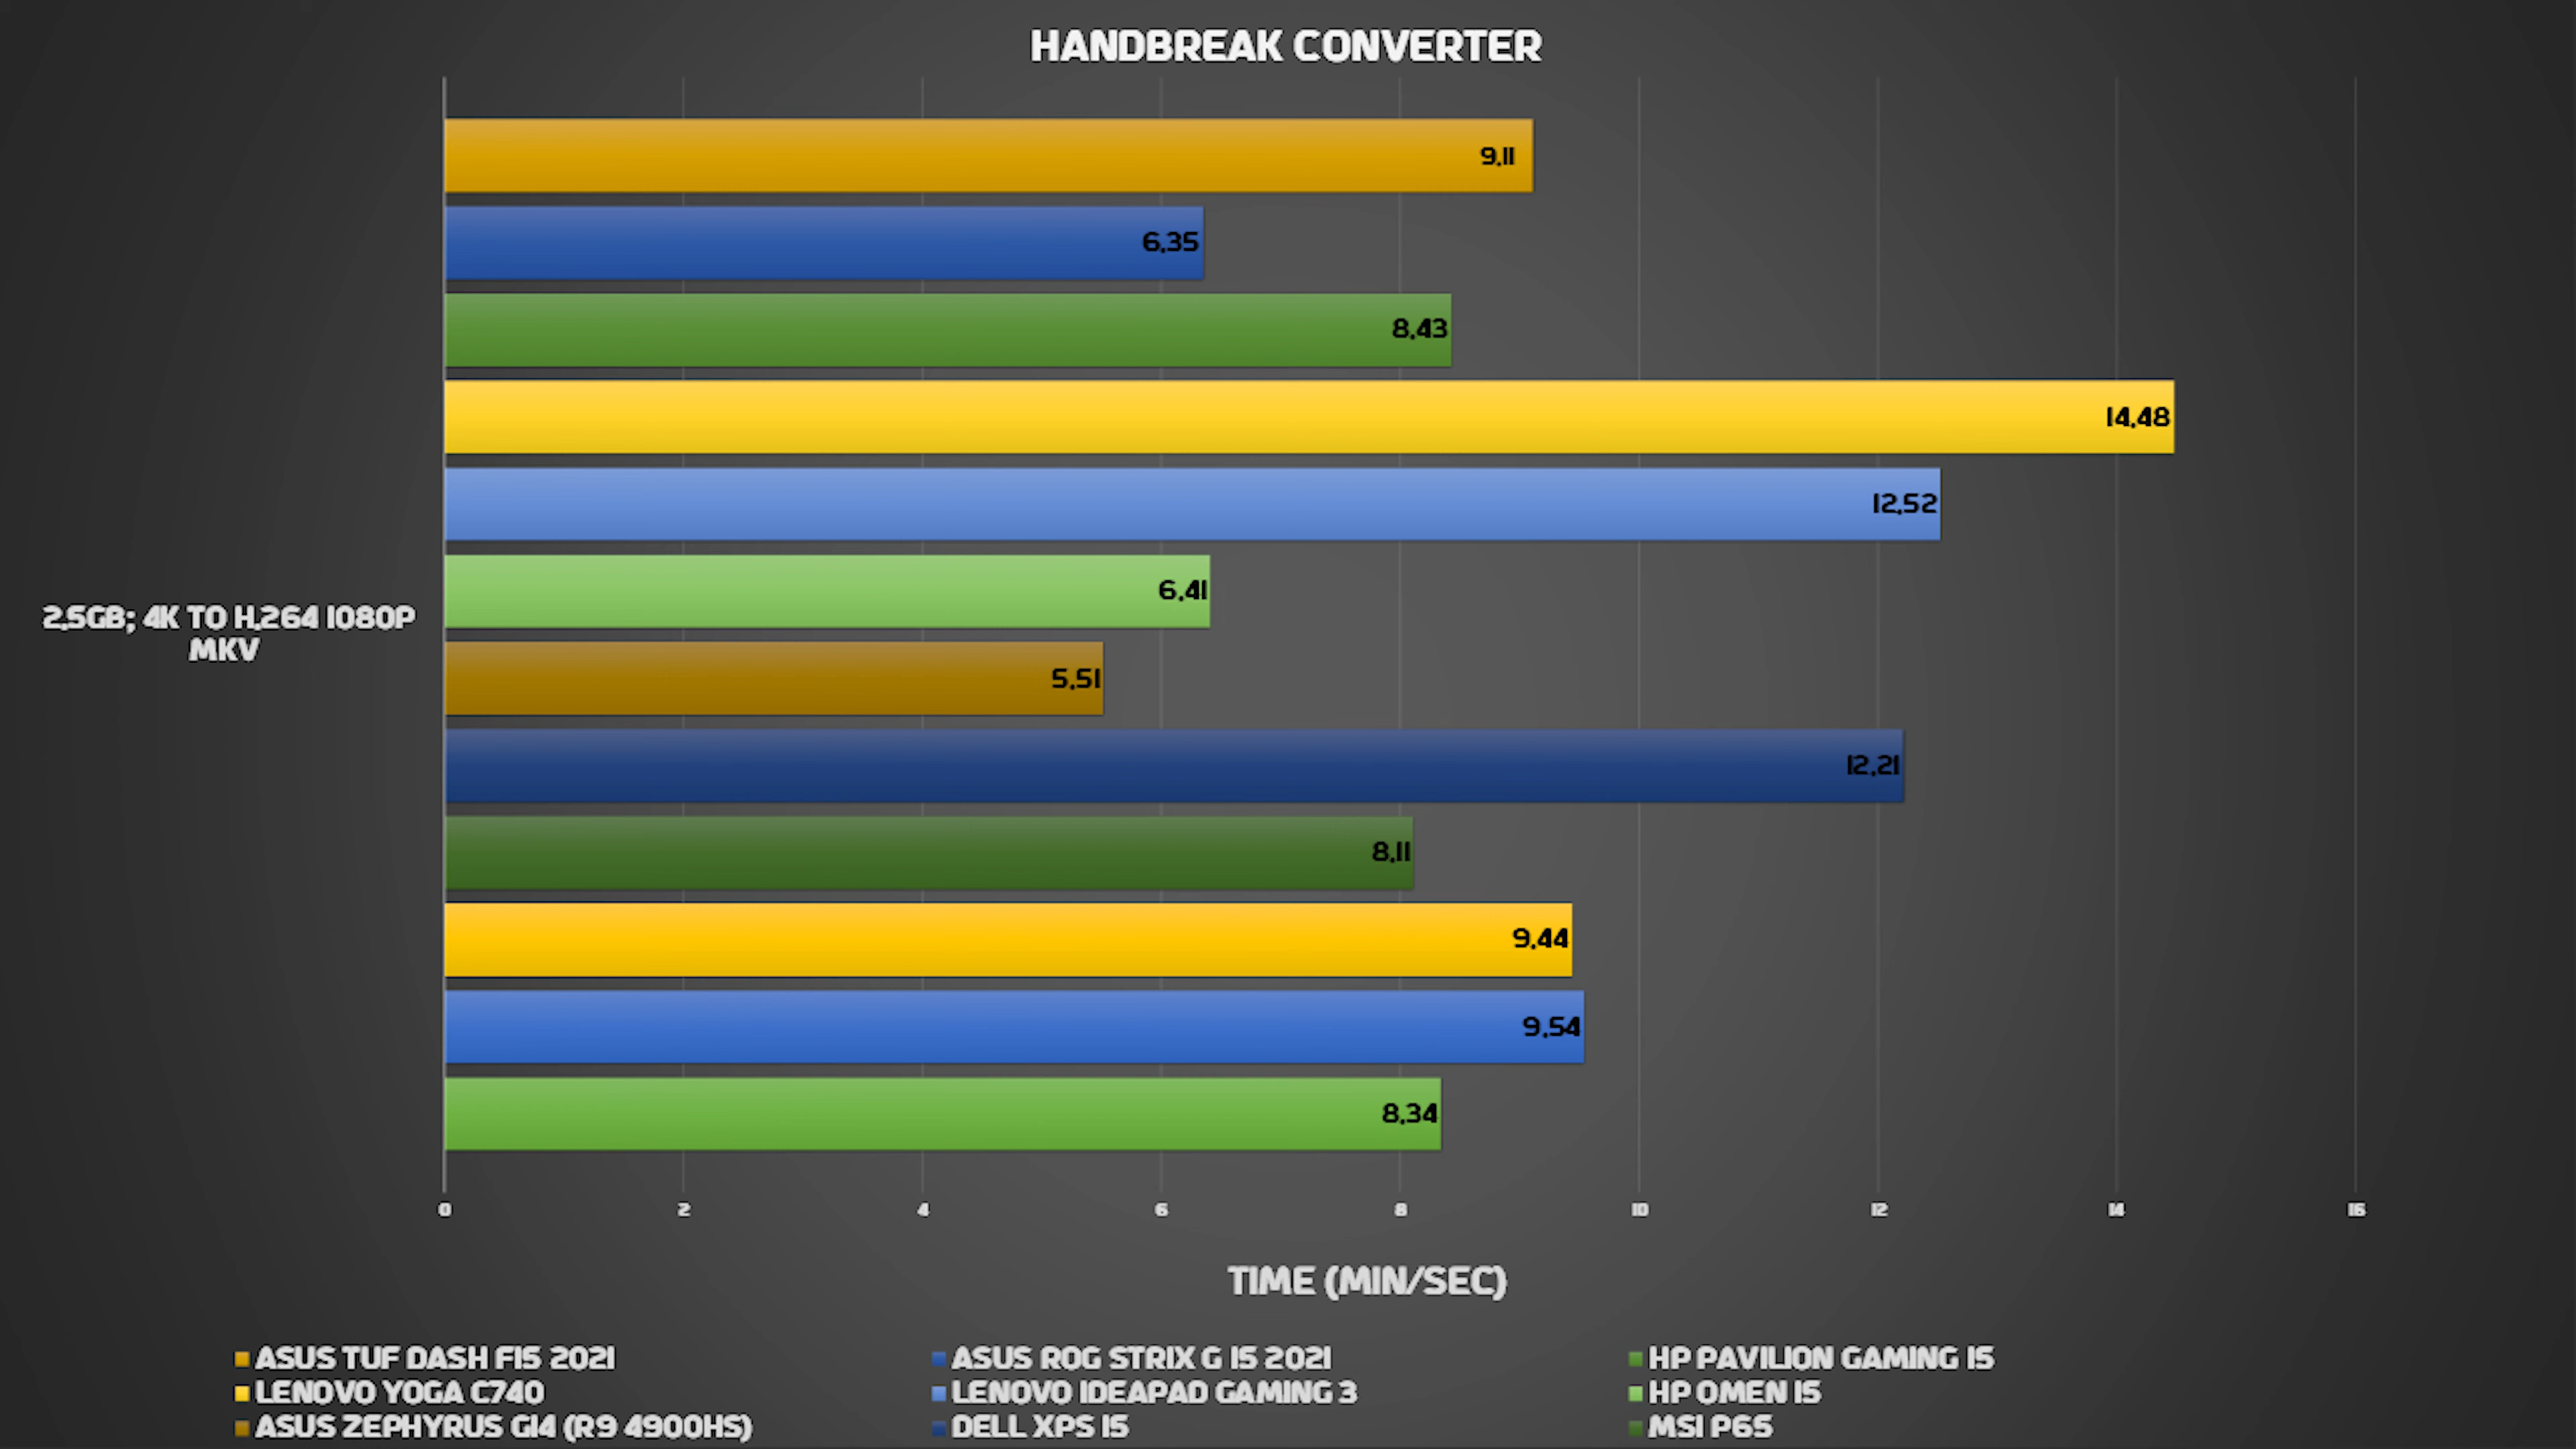 HANDBREAK CONVERTER
9,11
6,35
8,43
14,48
12,52
6,41
2,5GB; 4K TO H.264 1080P
MKV
5,51
12,21
8,11
9,44
9,54
8,34
0 2 4 6 8 10 12 14 16
TIME (MIN/SEC)
ASUS TUF DASH F15 2021 ASUS ROG STRIX G 15 2021 HP PAVILION GAMING 15
LENOVO YOGA C740 LENOVO IDEAPAD GAMING 3 HP OMEN 15
ASUS ZEPHYRUS G14 (R9 4900HS) DELL XPS 15 MSI P65